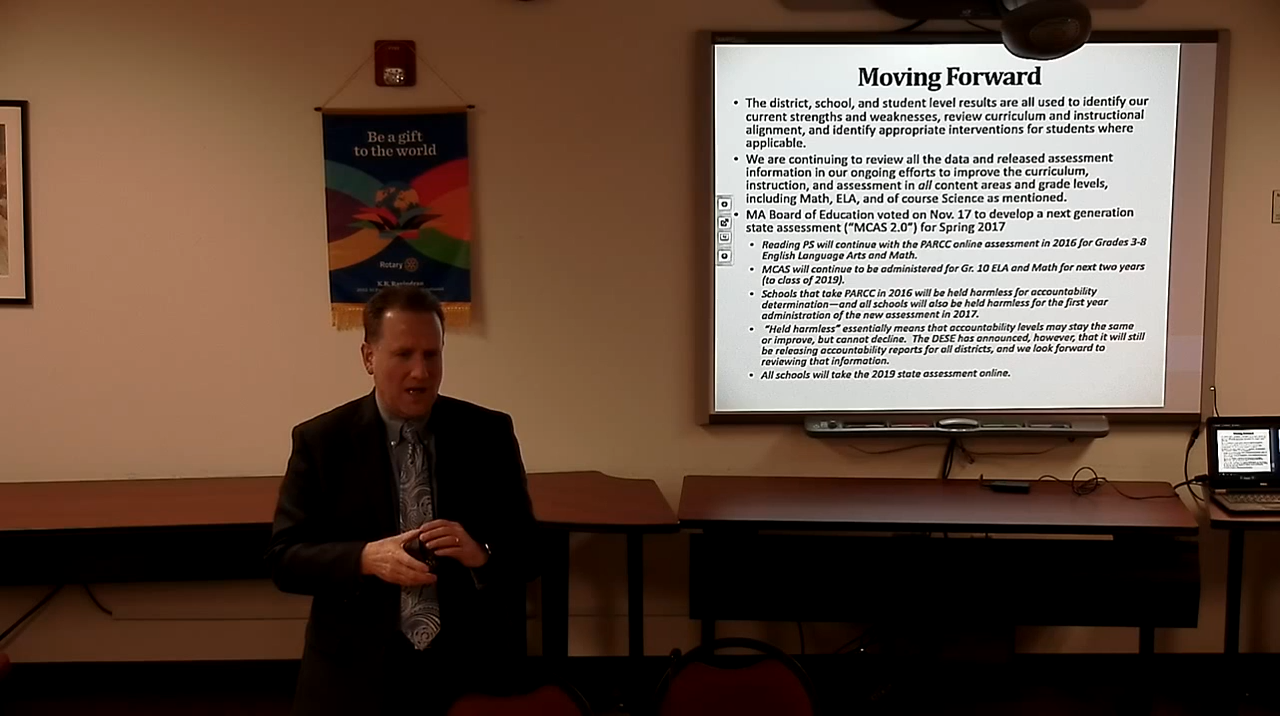 Be a gift
to the world
Rotary
K.R. Ravindran
Moving Forward
• The district, school, and student level results are all used to identify our
current strengths and weaknesses, review curriculum and instructional
alignment, and identify appropriate interventions for students where
applicable.
• We are continuing to review all the data and released assessment
information in our ongoing efforts to improve the curriculum,
instruction, and assessment in all content areas and grade levels,
including Math, ELA, and of course Science as mentioned.
• MA Board of Education voted on Nov. 17 to develop a next generation
state assessment ("MCAS 2.0") for Spring 2017
• Reading PS will continue with the PARCC online assessment in 2016 for Grades 3-8
English Language Arts and Math.
• MCAS will continue to be administered for Gr. 10 ELA and Math for next two years
(to class of 2019).
• Schools that take PARCC in 2016 will be held harmless for accountability
determination—and all schools will also be held harmless for the first year
administration of the new assessment in 2017.
• "Held harmless" essentially means that accountability levels may stay the same
or improve, but cannot decline. The DESE has announced, however, that it will still
be releasing accountability reports for all districts, and we look forward to
reviewing that information.
• All schools will take the 2019 state assessment online.